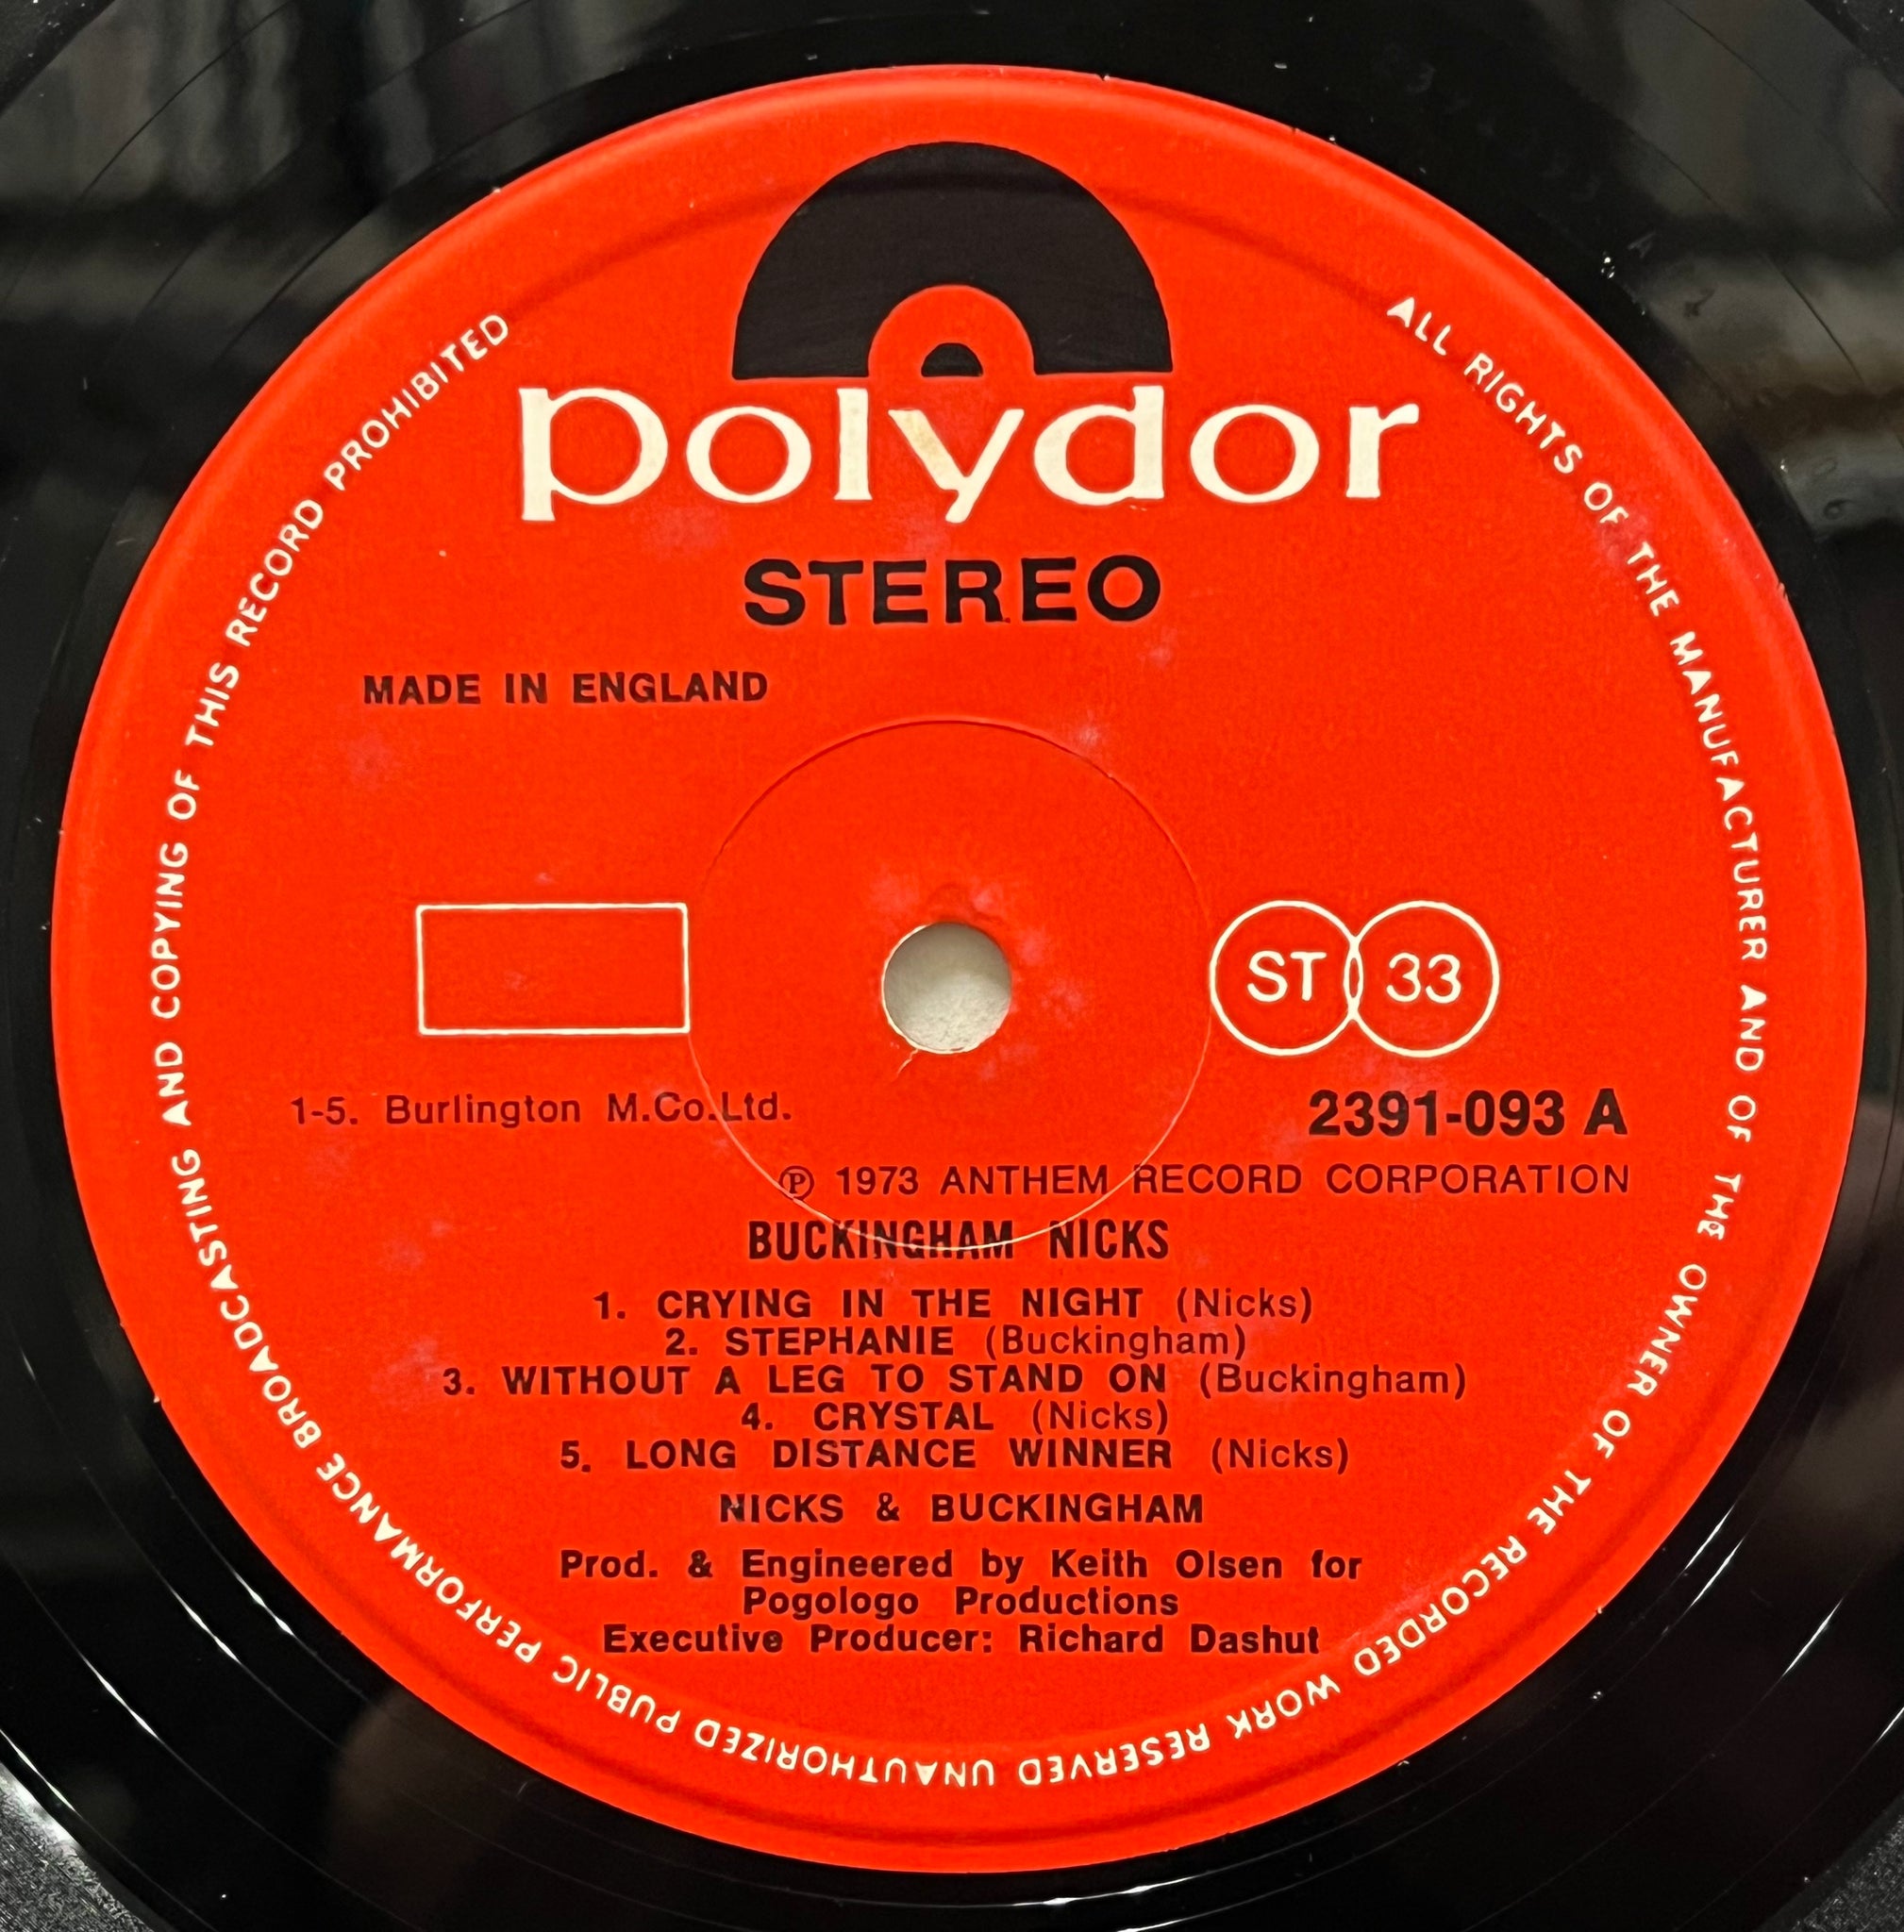 polydor
STEREO
MADE IN ENGLAND
ST 33
1-5. Burlington M.Co.Ltd.
2391-093 A
Ⓟ 1973 ANTHEM RECORD CORPORATION
BUCKINGHAM NICKS
1. CRYING IN THE NIGHT (Nicks)
2. STEPHANIE (Buckingham)
3. WITHOUT A LEG TO STAND ON (Buckingham)
4. CRYSTAL (Nicks)
5. LONG DISTANCE WINNER (Nicks)
NICKS & BUCKINGHAM
Prod. & Engineered by Keith Olsen for
Pogologo Productions
Executive Producer: Richard Dashut
ALL RIGHTS OF THE MANUFACTURER AND OF THE OWNER OF THE RECORDED WORK RESERVED UNAUTHORIZED PUBLIC PERFORMANCE BROADCASTING AND COPYING OF THIS RECORD PROHIBITED